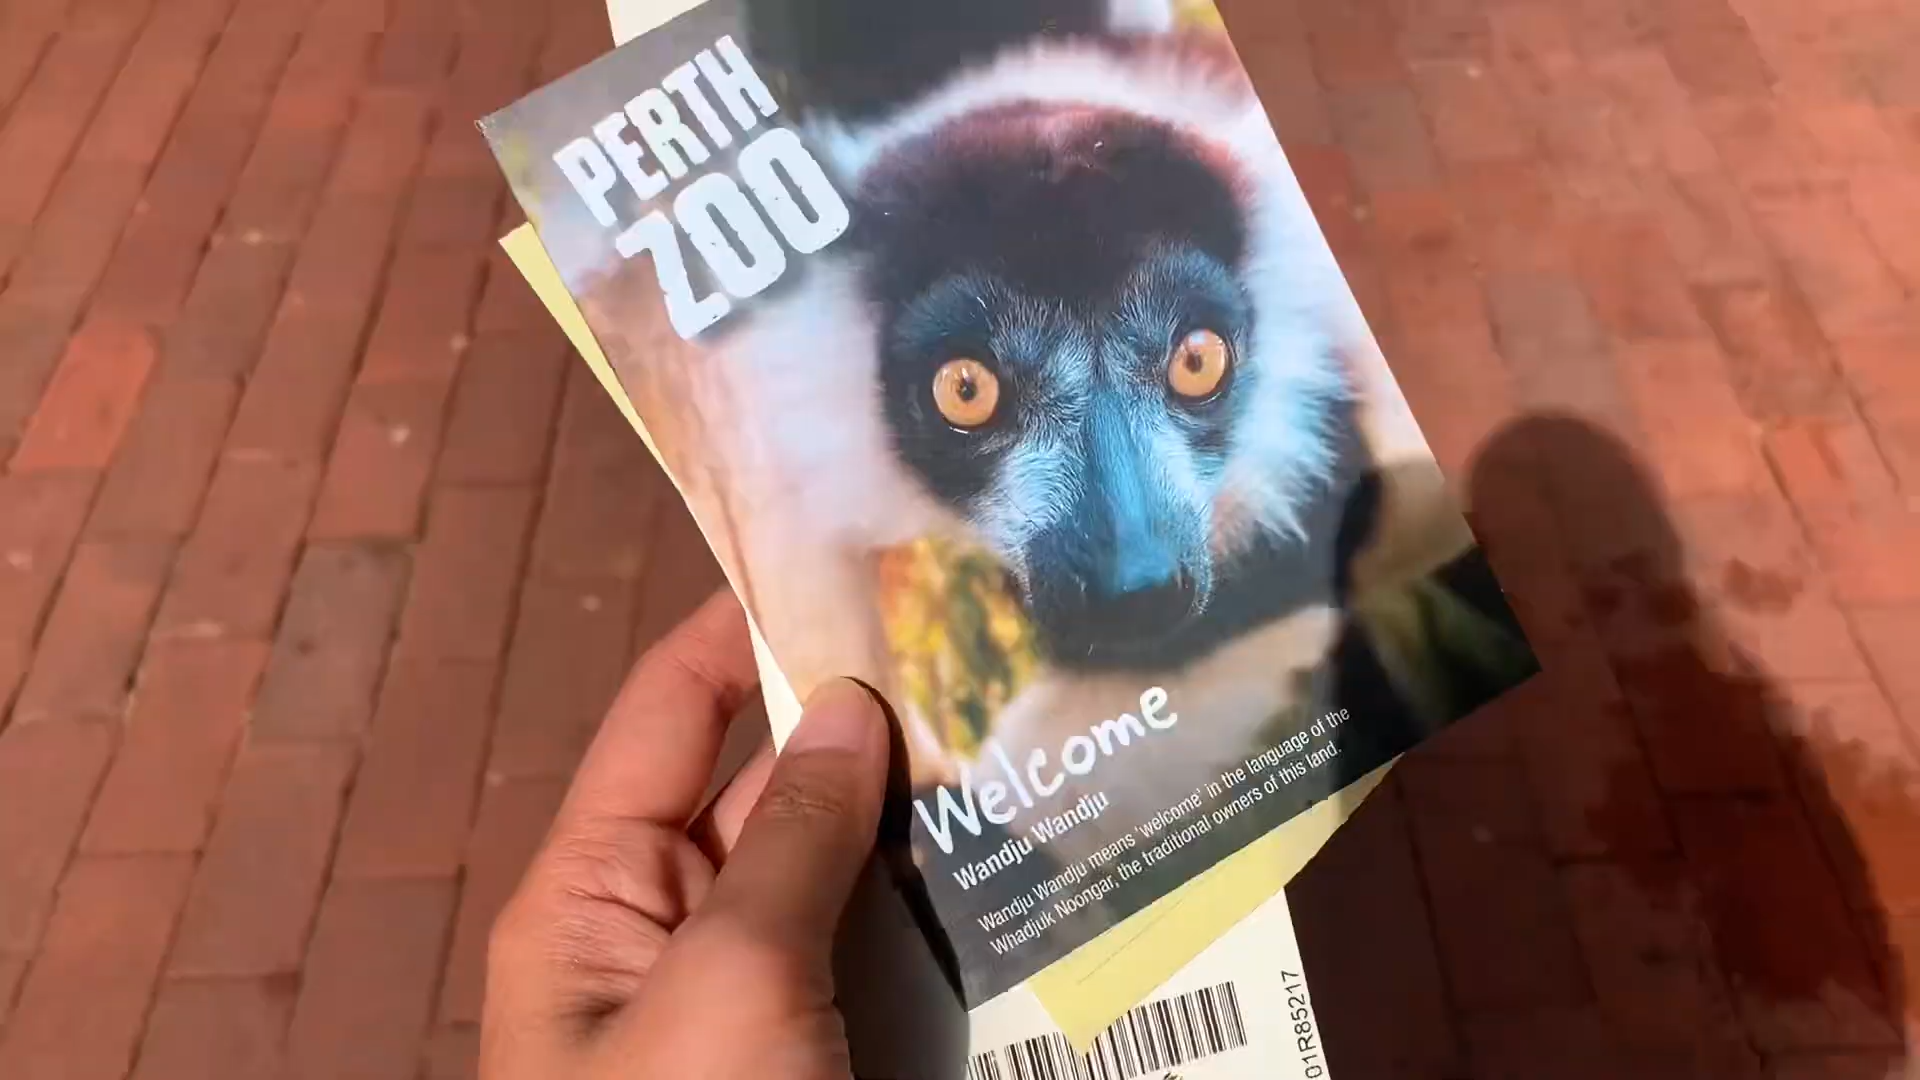 PERTH
ZOO
Welcome
Wandju Wandju
Wandju Wandju means 'welcome' in the language of the
Whadjuk Noongar, the traditional owners of this land.
01R85217